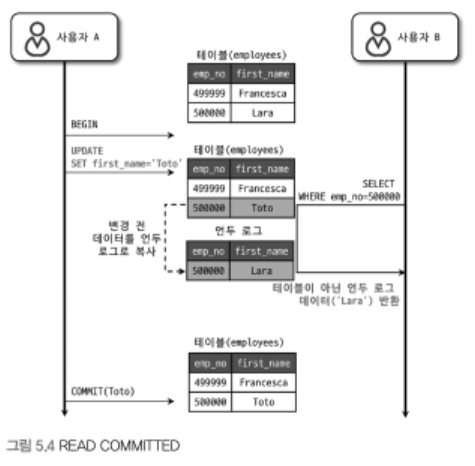 사용자 A
사용자 B
테이블(employees)
emp_no first_name
499999 Francesca
500000 Lara
BEGIN
UPDATE
SET first_name='Toto'
테이블(employees)
emp_no first_name
499999 Francesca
500000 Toto
SELECT
WHERE emp_no=500000
변경 전
데이터를 언두
로그로 복사
언두 로그
emp_no first_name
500000 Lara
테이블이 아닌 언두 로그
데이터('Lara') 반환
테이블(employees)
emp_no first_name
499999 Francesca
500000 Toto
COMMIT(Toto)
그림 5.4 READ COMMITTED